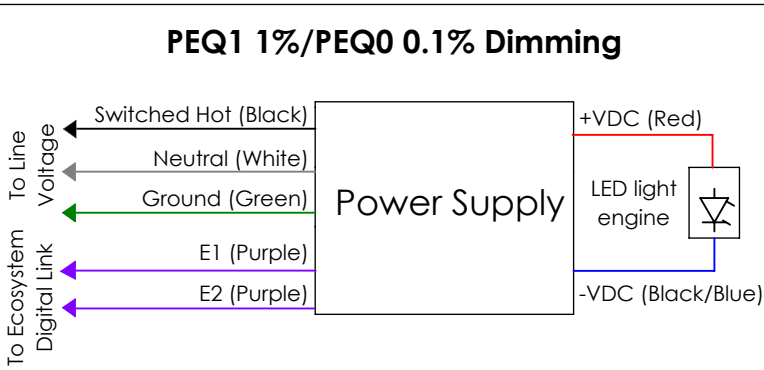 PEQ1 1%/PEQ0 0.1% Dimming
To Line
Voltage
Switched Hot (Black)
Neutral (White)
Ground (Green)
To Ecosystem
Digital Link
E1 (Purple)
E2 (Purple)
Power Supply
+VDC (Red)
LED light
engine
-VDC (Black/Blue)